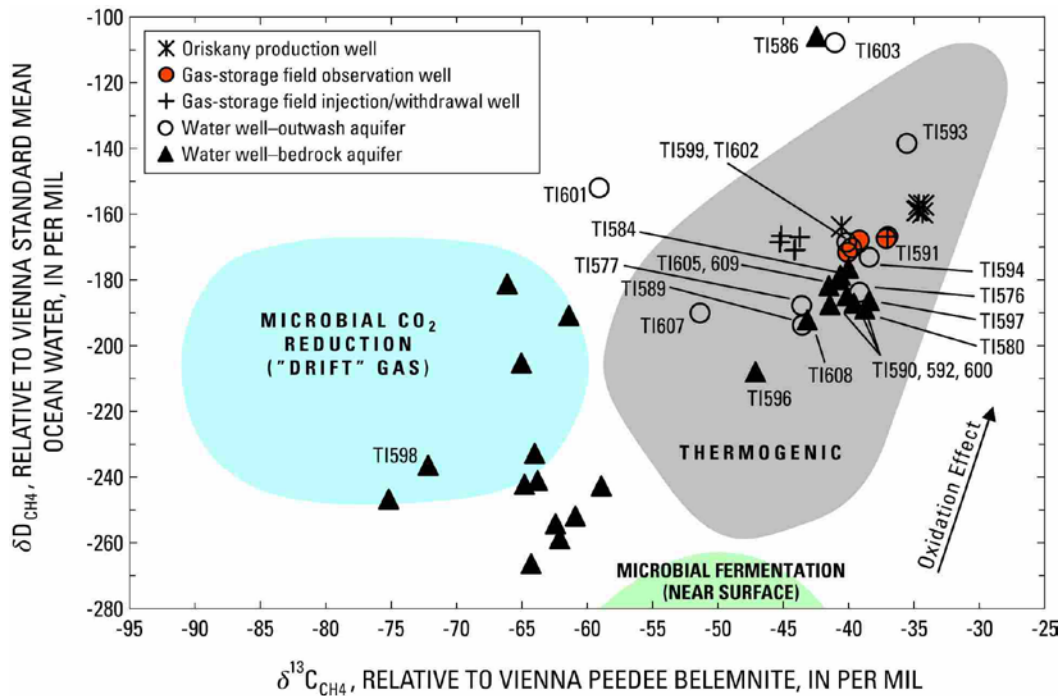 Oriskany production well
Gas-storage field observation well
Gas-storage field injection/withdrawal well
Water well–outwash aquifer
Water well–bedrock aquifer
TI586
TI603
TI593
TI599, TI602
TI601
TI584
TI591
TI577
TI605, 609
TI594
TI589
TI576
TI607
TI597
TI580
TI608
TI590, 592, 600
TI596
TI598
MICROBIAL CO₂
REDUCTION
("DRIFT" GAS)
THERMOGENIC
Oxidation Effect
MICROBIAL FERMENTATION
(NEAR SURFACE)
δD_CH4, RELATIVE TO VIENNA STANDARD MEAN
OCEAN WATER, IN PER MIL
-100
-120
-140
-160
-180
-200
-220
-240
-260
-280
-95 -90 -85 -80 -75 -70 -65 -60 -55 -50 -45 -40 -35 -30 -25
δ¹³C_CH4, RELATIVE TO VIENNA PEEDEE BELEMNITE, IN PER MIL